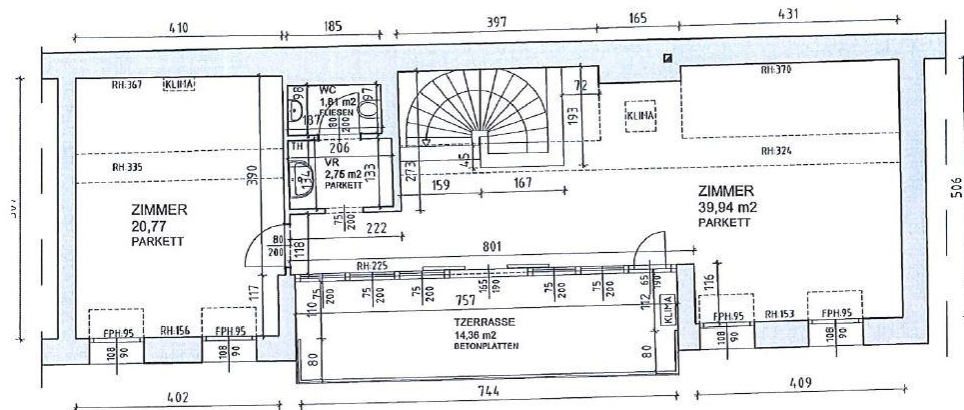 410
185
397
165
431
RH:367
KLIMA
98
WC
1,81 m2
FLIESEN
97
187
80
200
72
193
RH:370
KLIMA
TH
206
VR
2,75 m2
PARKETT
134
133
RH:335
390
273
45
159
167
RH:324
506
ZIMMER
20,77
PARKETT
ZIMMER
39,94 m2
PARKETT
75
200
222
80
200
118
801
RH:225
117
110
75
200
75
200
75
200
165
190
75
200
75
200
65
190
112
KLIMA
116
757
TZERRASSE
14,36 m2
BETONPLATTEN
80
80
FPH.95
RH:156
FPH.95
108
90
108
90
FPH.95
RH:153
FPH.95
108
90
108
90
402
744
409